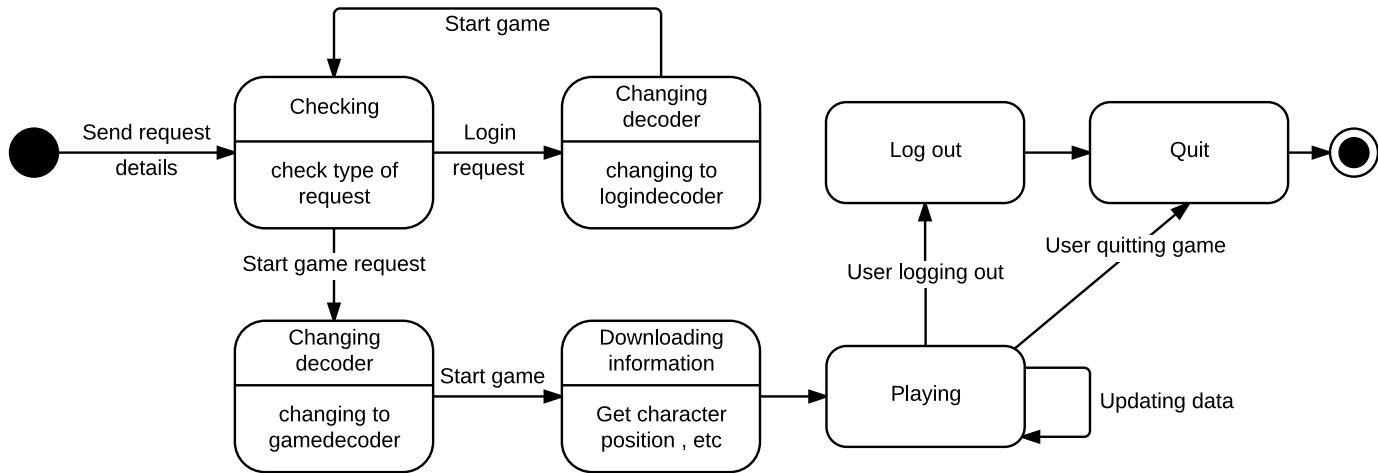 Start game
Send request
details
Checking
check type of
request
Login
request
Changing
decoder
changing to
logindecoder
Log out
Quit
Start game request
User logging out
User quitting game
Changing
decoder
changing to
gamedecoder
Start game
Downloading
information
Get character
position , etc
Playing
Updating data